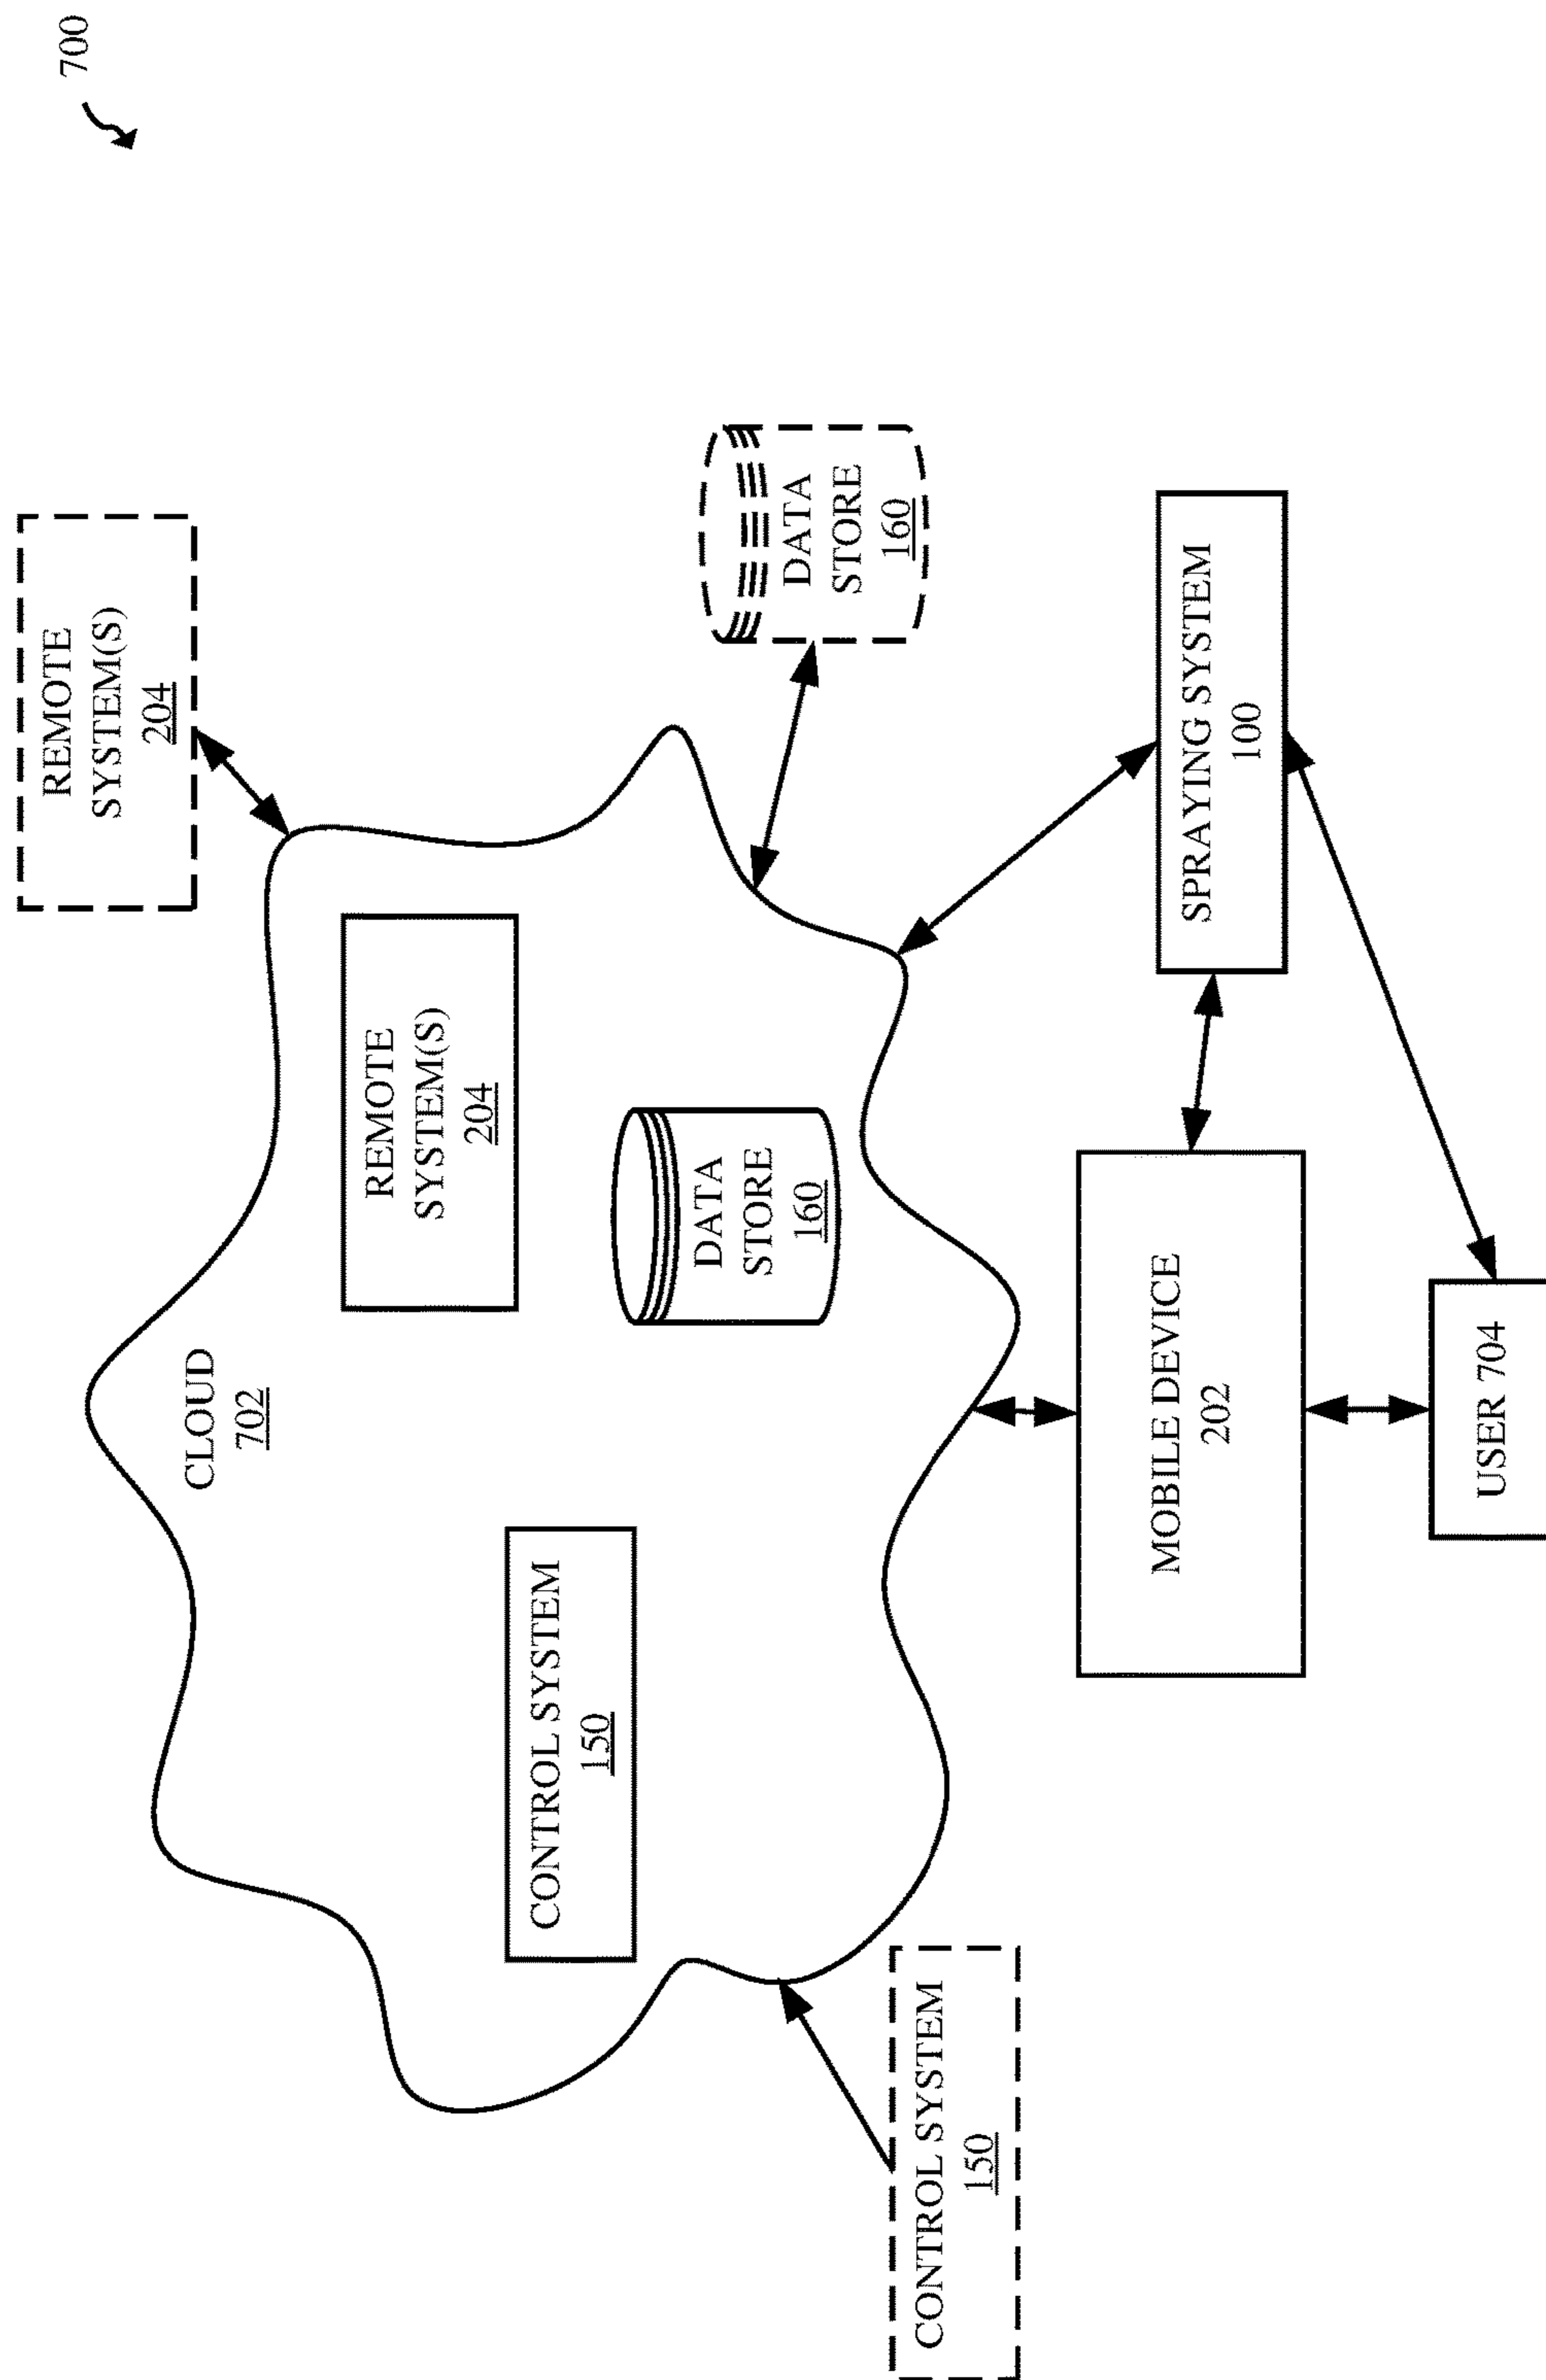 700
REMOTE
SYSTEM(S)
204
CLOUD
702
REMOTE
SYSTEM(S)
204
CONTROL SYSTEM
150
DATA
STORE
160
DATA
STORE
160
CONTROL SYSTEM
150
MOBILE DEVICE
202
SPRAYING SYSTEM
100
USER 704